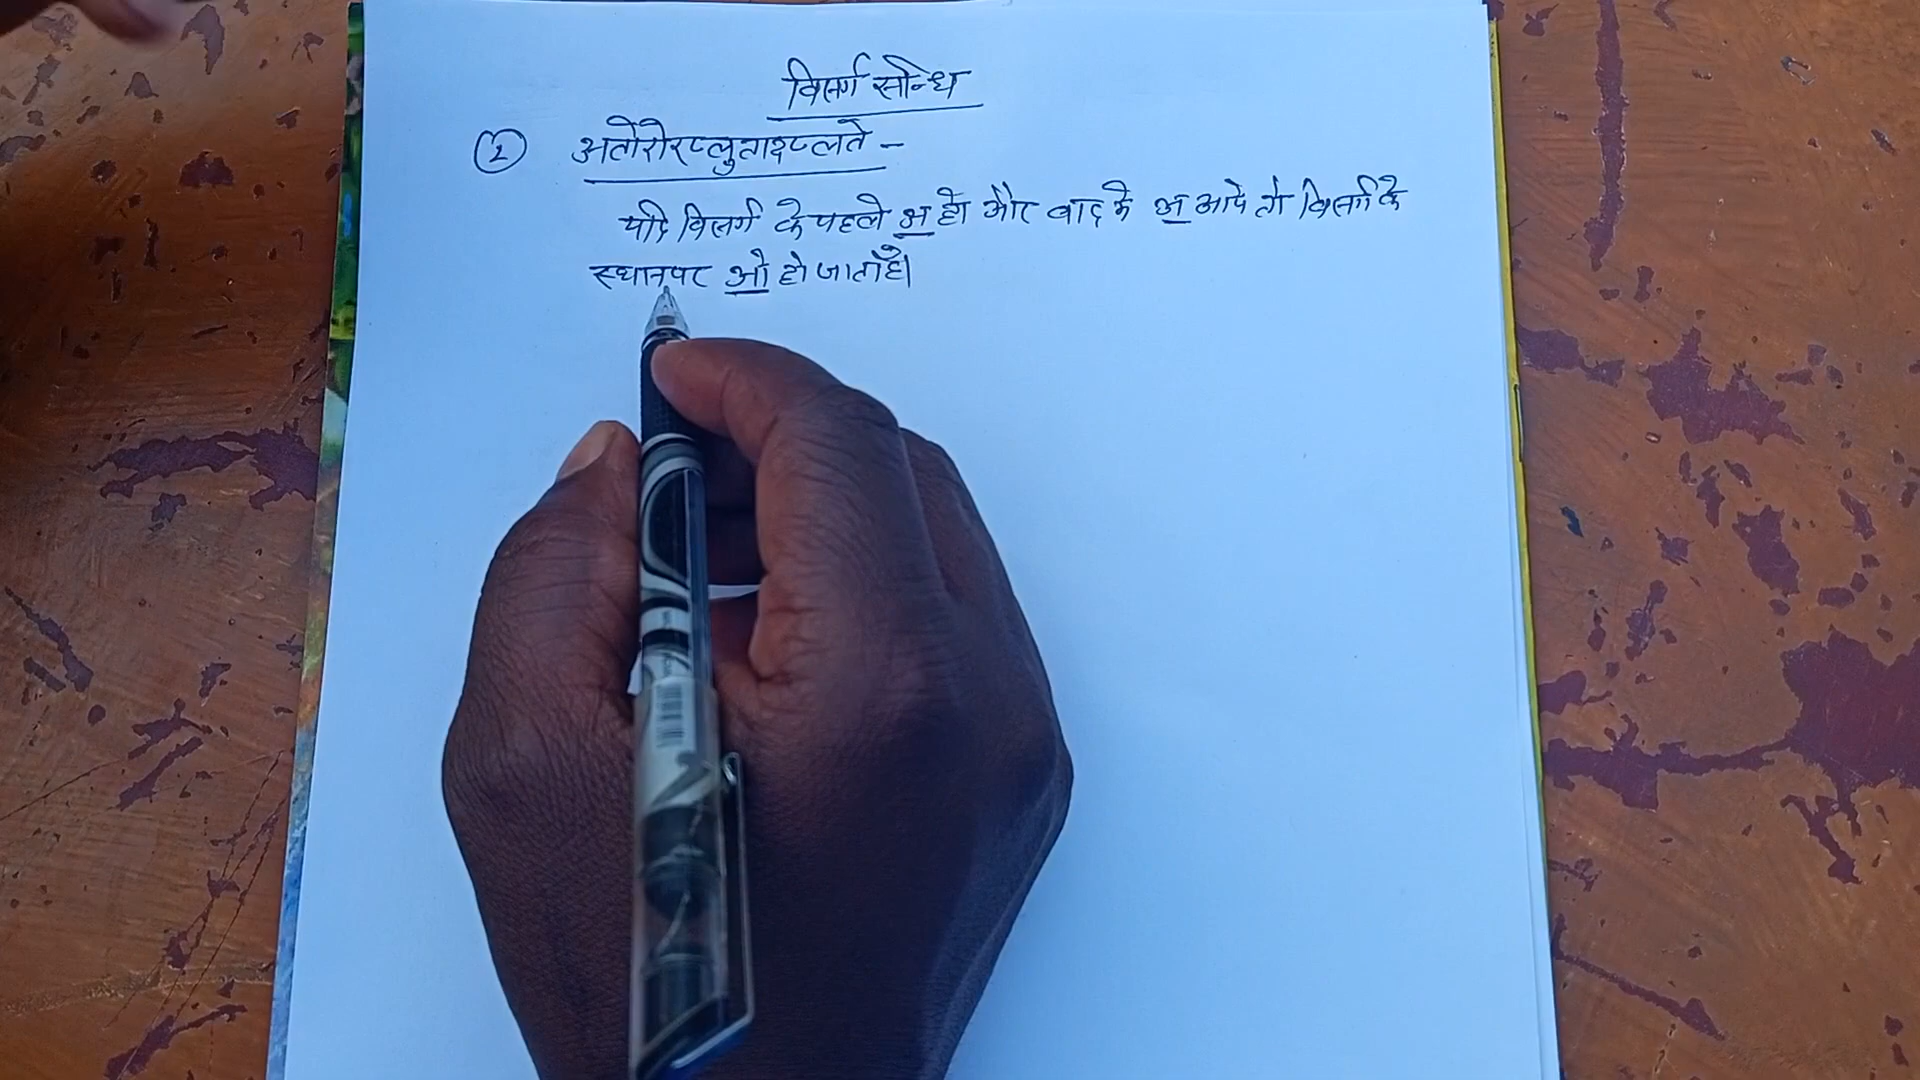 विसर्ग सन्धि
(2) अतोरोरप्लुतादप्लुते -
यदि विसर्ग के पहले अ हो और बाद में अ आये तो विसर्ग के
स्थान पर ओ हो जाता है।